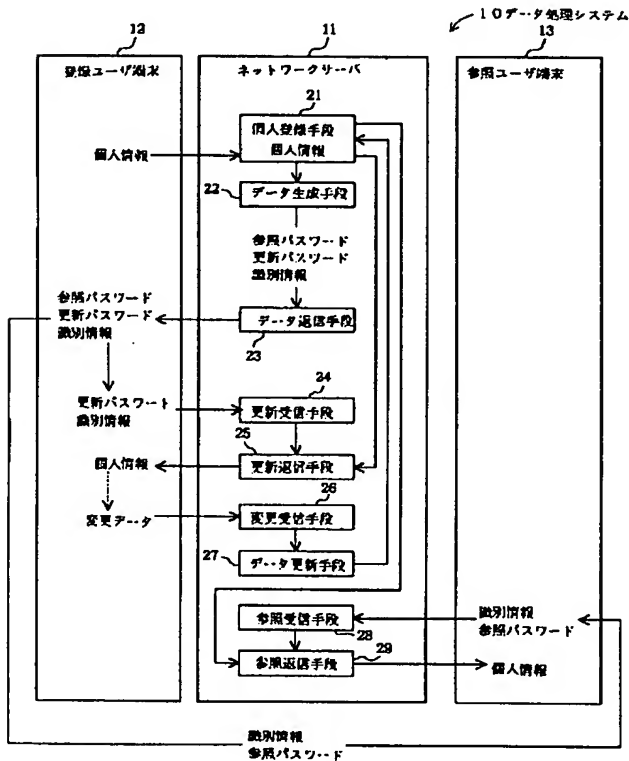 10データ処理システム
12
11
13
登録ユーザ端末
ネットワークサーバ
参照ユーザ端末
21
個人登録手段
個人情報
個人情報
22
データ生成手段
参照パスワード
更新パスワード
識別情報
参照パスワード
更新パスワード
識別情報
データ返信手段
23
24
更新パスワード
識別情報
更新受信手段
25
個人情報
更新返信手段
26
変更データ
変更受信手段
27
データ更新手段
参照受信手段
28
識別情報
参照パスワード
29
参照返信手段
個人情報
識別情報
参照パスワード